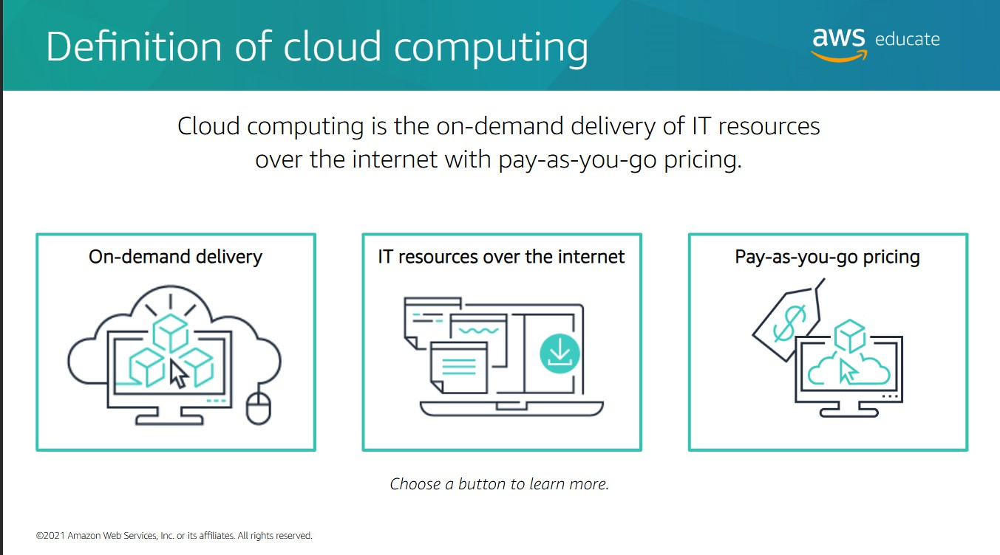 Definition of cloud computing
aws educate
Cloud computing is the on-demand delivery of IT resources
over the internet with pay-as-you-go pricing.
On-demand delivery
IT resources over the internet
Pay-as-you-go pricing
$
Choose a button to learn more.
©2021 Amazon Web Services, Inc. or its affiliates. All rights reserved.